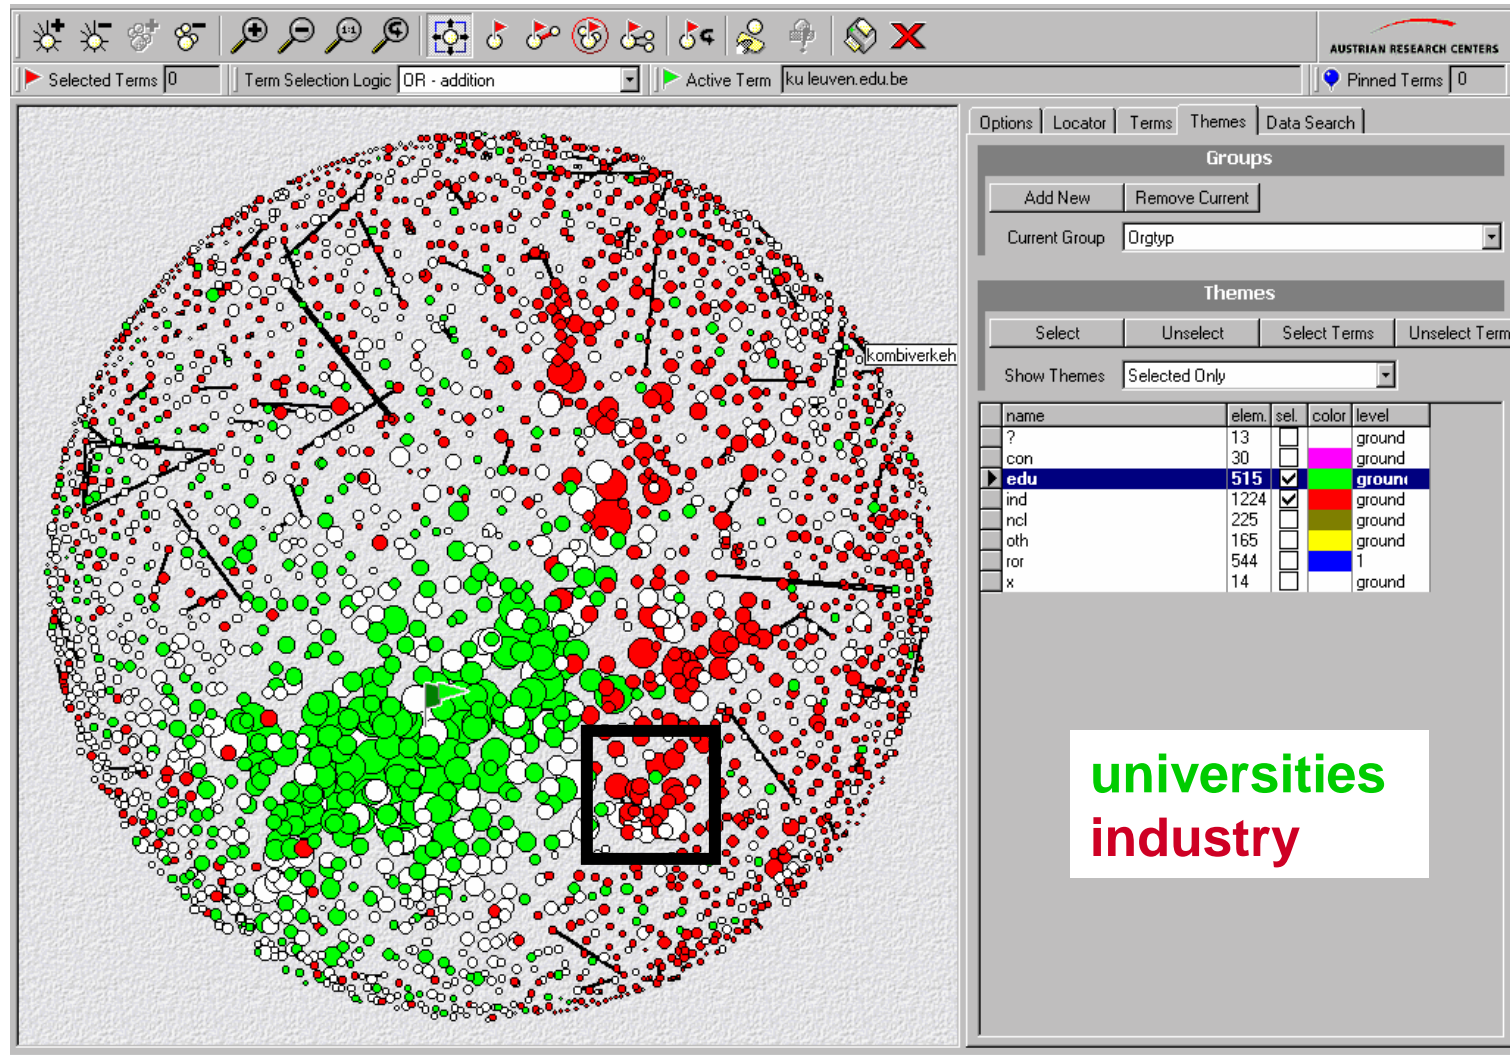 1:1
AUSTRIAN RESEARCH CENTERS
Selected Terms 0 Term Selection Logic OR - addition Active Term ku leuven.edu.be Pinned Terms 0
Options Locator Terms Themes Data Search
Groups
Add New Remove Current
Current Group Orgtyp
Themes
Select Unselect Select Terms Unselect Term
Show Themes Selected Only
kombiverkeh
name elem. sel. color level
? 13 ground
con 30 ground
edu 515 ground
ind 1224 ground
ncl 225 ground
oth 165 ground
ror 544 1
x 14 ground
universities
industry